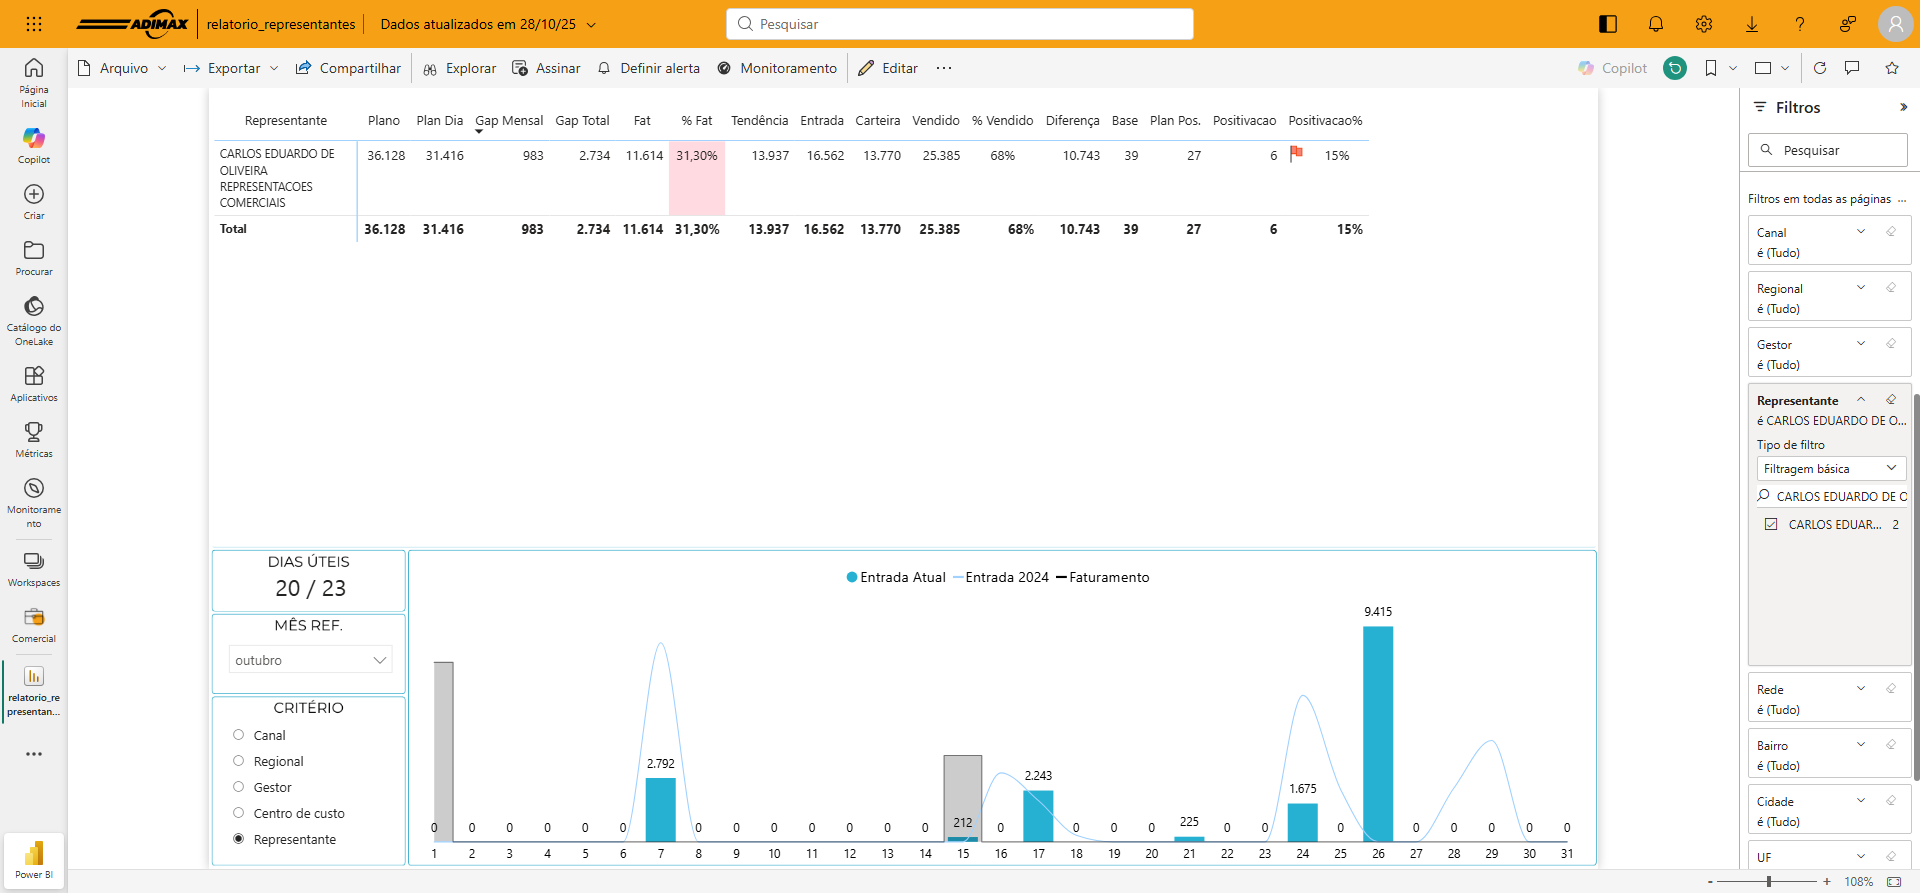 ADIMAX
relatorio_representantes
Dados atualizados em 28/10/25
Pesquisar
Arquivo
Exportar
Compartilhar
Explorar
Assinar
Definir alerta
Monitoramento
Editar
...
Copilot
Página
Inicial
Copilot
Criar
Procurar
Catálogo do
OneLake
Aplicativos
Métricas
Monitorame
nto
Workspaces
Comercial
relatorio_re
presentan...
Power BI
Representante Plano Plan Dia Gap Mensal Gap Total Fat % Fat Tendência Entrada Carteira Vendido % Vendido Diferença Base Plan Pos. Positivacao Positivacao%
CARLOS EDUARDO DE 36.128 31.416 983 2.734 11.614 31,30% 13.937 16.562 13.770 25.385 68% 10.743 39 27 6 15%
OLIVEIRA
REPRESENTACOES
COMERCIAIS
Total 36.128 31.416 983 2.734 11.614 31,30% 13.937 16.562 13.770 25.385 68% 10.743 39 27 6 15%
DIAS ÚTEIS
20 / 23
MÊS REF.
outubro
CRITÉRIO
Canal
Regional
Gestor
Centro de custo
Representante
Entrada Atual Entrada 2024 Faturamento
0 0 0 0 0 0 2.792 0 0 0 0 0 0 0 212 0 2.243 0 0 0 225 0 0 1.675 0 9.415 0 0 0 0 0
1 2 3 4 5 6 7 8 9 10 11 12 13 14 15 16 17 18 19 20 21 22 23 24 25 26 27 28 29 30 31
Filtros
Pesquisar
Filtros em todas as páginas ...
Canal
é (Tudo)
Regional
é (Tudo)
Gestor
é (Tudo)
Representante
é CARLOS EDUARDO DE O...
Tipo de filtro
Filtragem básica
CARLOS EDUARDO DE O
CARLOS EDUAR... 2
Rede
é (Tudo)
Bairro
é (Tudo)
Cidade
é (Tudo)
UF
- + 108%